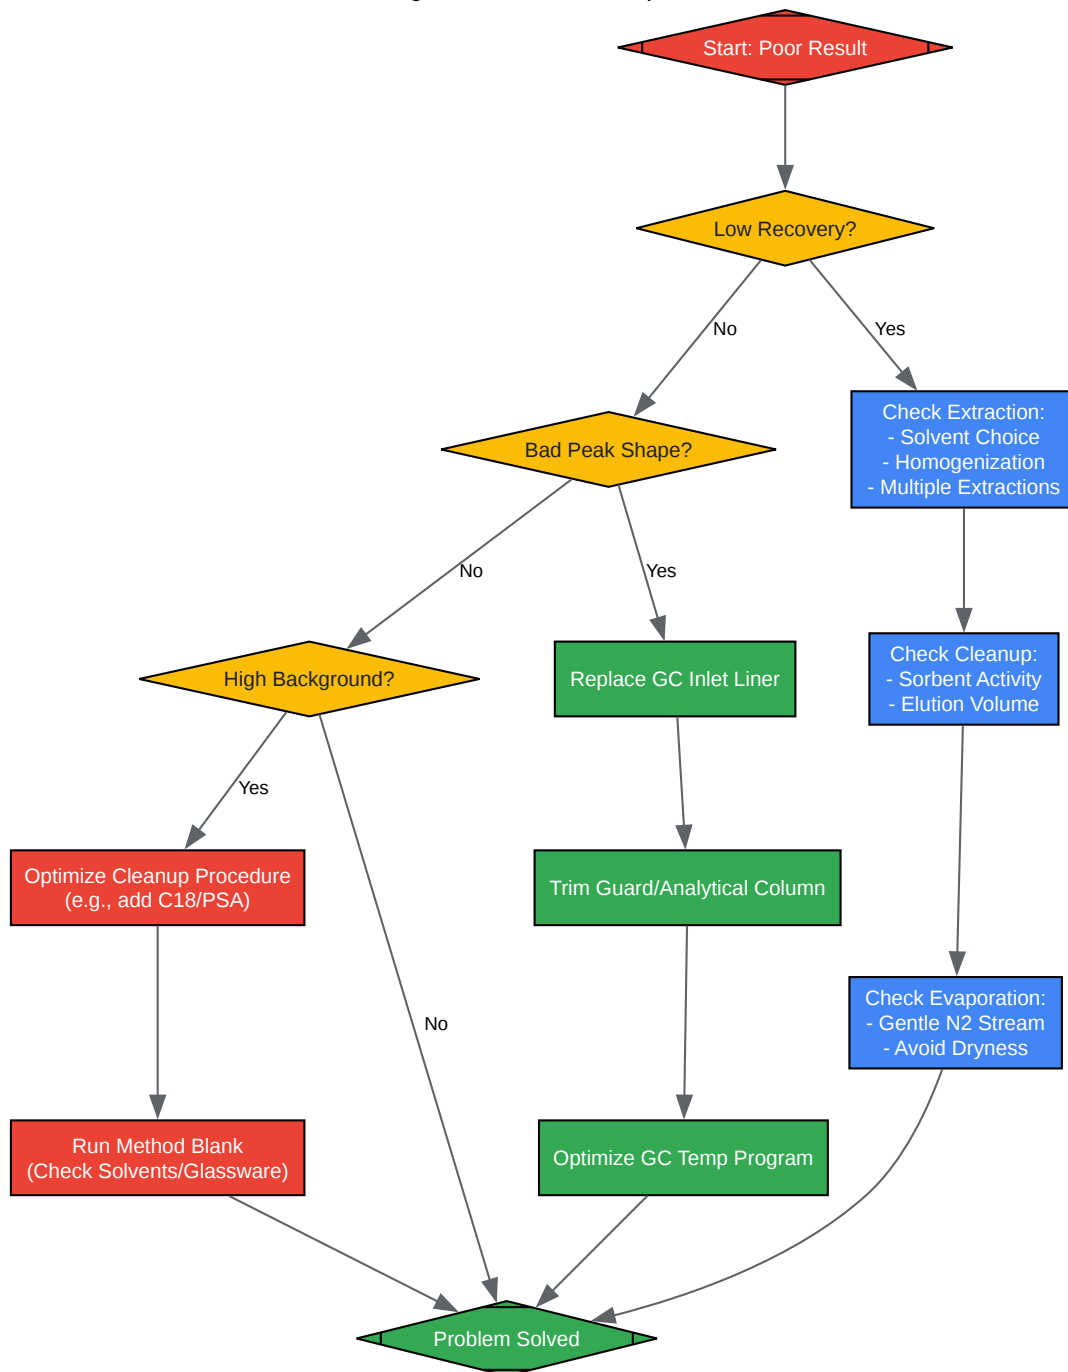 Start: Poor Result
Low Recovery?
No
Yes
Check Extraction:
- Solvent Choice
- Homogenization
- Multiple Extractions
Bad Peak Shape?
No
Yes
High Background?
Replace GC Inlet Liner
Check Cleanup:
- Sorbent Activity
- Elution Volume
Yes
Optimize Cleanup Procedure
(e.g., add C18/PSA)
Trim Guard/Analytical Column
No
Check Evaporation:
- Gentle N2 Stream
- Avoid Dryness
Run Method Blank
(Check Solvents/Glassware)
Optimize GC Temp Program
Problem Solved